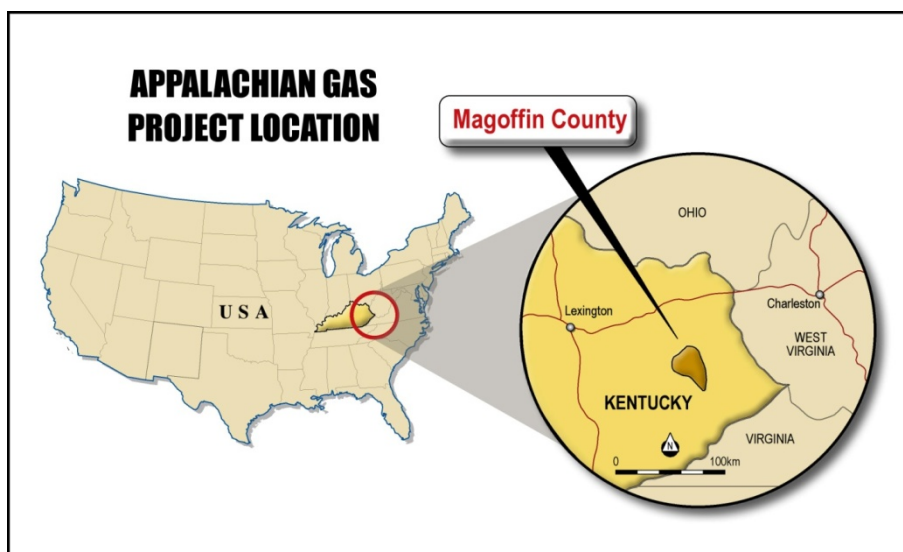 APPALACHIAN GAS
PROJECT LOCATION
Magoffin County
USA
OHIO
Lexington
Charleston
WEST
VIRGINIA
KENTUCKY
VIRGINIA
N
0
100km